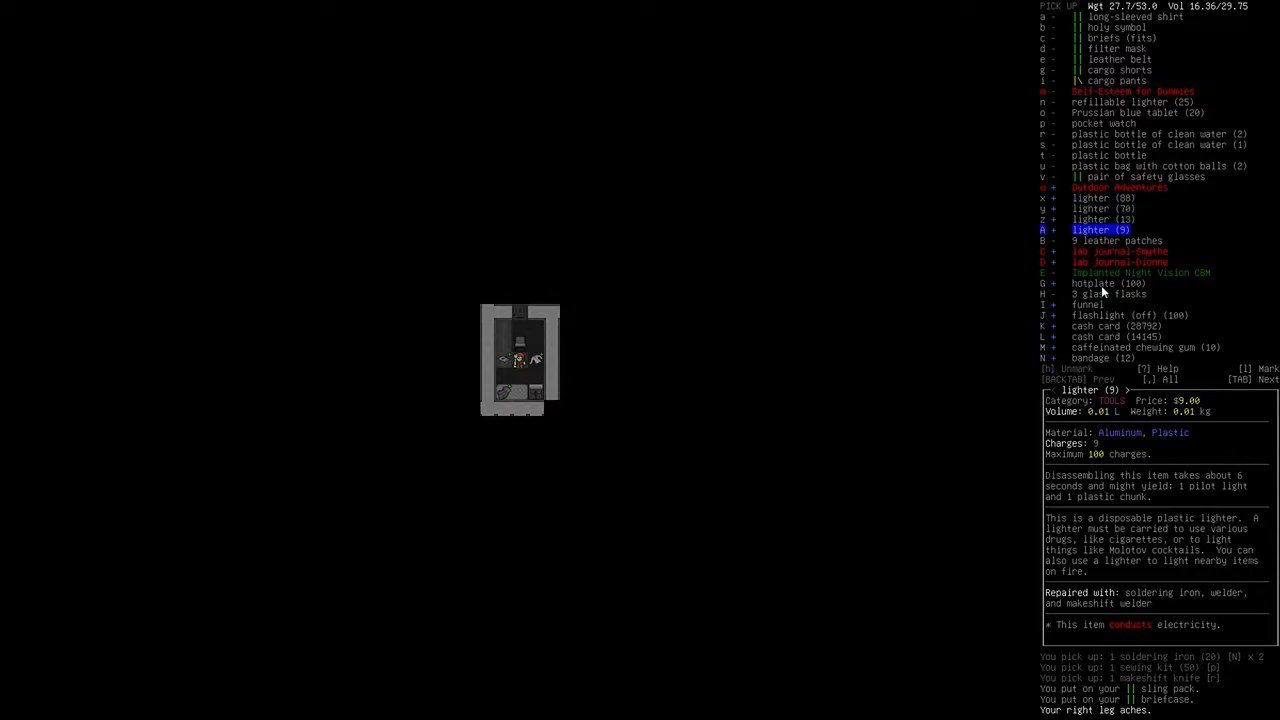 PICK UP Wgt 27.7/53.0 Vol 16.36/29.75
a - || long-sleeved shirt
b - || holy symbol
c - || briefs (fits)
d - || filter mask
e - || leather belt
g - || cargo shorts
i - |\ cargo pants
m - Self-Esteem for Dummies
n - refillable lighter (25)
o - Prussian blue tablet (20)
p - pocket watch
r - plastic bottle of clean water (2)
s - plastic bottle of clean water (1)
t - plastic bottle
u - plastic bag with cotton balls (2)
v - || pair of safety glasses
w + Outdoor Adventures
x + lighter (88)
y + lighter (70)
z + lighter (13)
A + lighter (9)
B - 9 leather patches
C + lab journal-Smythe
D + lab journal-Dionne
E - Implanted Night Vision CBM
G + hotplate (100)
H - 3 glass flasks
I + funnel
J + flashlight (off) (100)
K + cash card (28792)
L + cash card (14145)
M + caffeinated chewing gum (10)
N + bandage (12)
[h] Unmark [?] Help [l] Mark
[BACKTAB] Prev [,] All [TAB] Next
< lighter (9) >
Category: TOOLS Price: $9.00
Volume: 0.01 L Weight: 0.01 kg
Material: Aluminum, Plastic
Charges: 9
Maximum 100 charges.
Disassembling this item takes about 6
seconds and might yield: 1 pilot light
and 1 plastic chunk.
This is a disposable plastic lighter. A
lighter must be carried to use various
drugs, like cigarettes, or to light
things like Molotov cocktails. You can
also use a lighter to light nearby items
on fire.
Repaired with: soldering iron, welder,
and makeshift welder
* This item conducts electricity.
You pick up: 1 soldering iron (20) [N] x 2
You pick up: 1 sewing kit (50) [p]
You pick up: 1 makeshift knife [r]
You put on your || sling pack.
You put on your || briefcase.
Your right leg aches.